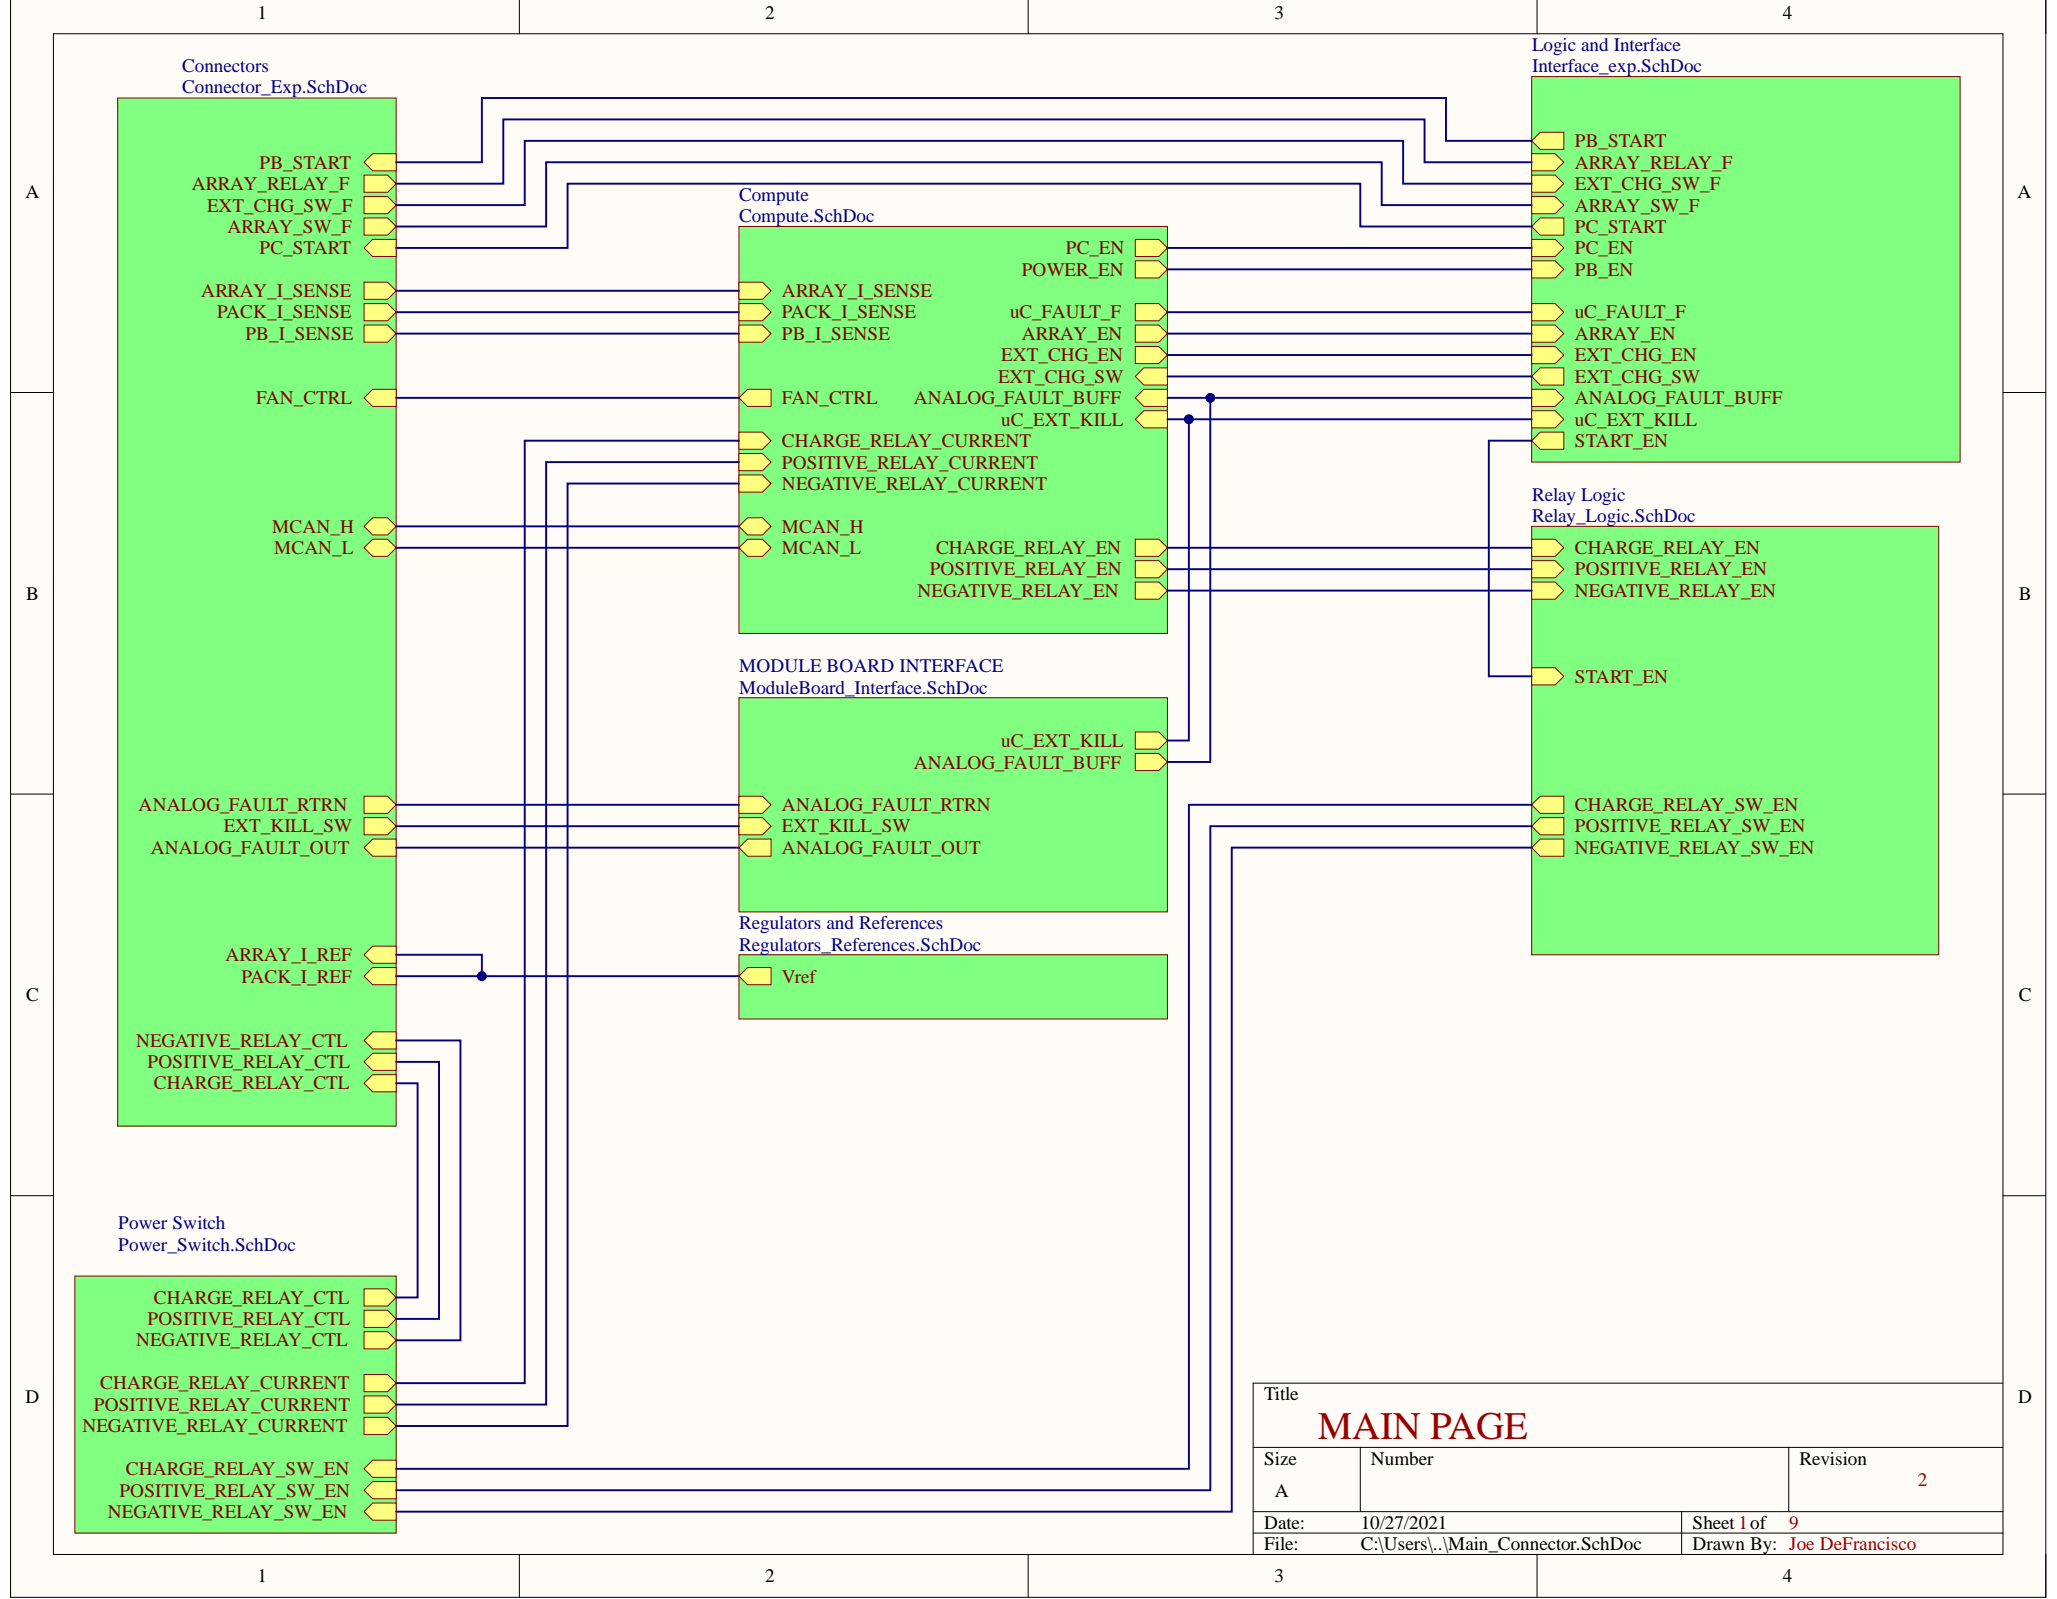 1
2
3
4
A
B
C
D
A
B
C
D
Connectors
Connector_Exp.SchDoc
PB_START
ARRAY_RELAY_F
EXT_CHG_SW_F
ARRAY_SW_F
PC_START
ARRAY_I_SENSE
PACK_I_SENSE
PB_I_SENSE
FAN_CTRL
MCAN_H
MCAN_L
ANALOG_FAULT_RTRN
EXT_KILL_SW
ANALOG_FAULT_OUT
ARRAY_I_REF
PACK_I_REF
NEGATIVE_RELAY_CTL
POSITIVE_RELAY_CTL
CHARGE_RELAY_CTL
Power Switch
Power_Switch.SchDoc
CHARGE_RELAY_CTL
POSITIVE_RELAY_CTL
NEGATIVE_RELAY_CTL
CHARGE_RELAY_CURRENT
POSITIVE_RELAY_CURRENT
NEGATIVE_RELAY_CURRENT
CHARGE_RELAY_SW_EN
POSITIVE_RELAY_SW_EN
NEGATIVE_RELAY_SW_EN
Compute
Compute.SchDoc
PC_EN
POWER_EN
ARRAY_I_SENSE
PACK_I_SENSE
uC_FAULT_F
PB_I_SENSE
ARRAY_EN
EXT_CHG_EN
EXT_CHG_SW
FAN_CTRL
ANALOG_FAULT_BUFF
uC_EXT_KILL
CHARGE_RELAY_CURRENT
POSITIVE_RELAY_CURRENT
NEGATIVE_RELAY_CURRENT
MCAN_H
MCAN_L
CHARGE_RELAY_EN
POSITIVE_RELAY_EN
NEGATIVE_RELAY_EN
MODULE BOARD INTERFACE
ModuleBoard_Interface.SchDoc
uC_EXT_KILL
ANALOG_FAULT_BUFF
ANALOG_FAULT_RTRN
EXT_KILL_SW
ANALOG_FAULT_OUT
Regulators and References
Regulators_References.SchDoc
Vref
Logic and Interface
Interface_exp.SchDoc
PB_START
ARRAY_RELAY_F
EXT_CHG_SW_F
ARRAY_SW_F
PC_START
PC_EN
PB_EN
uC_FAULT_F
ARRAY_EN
EXT_CHG_EN
EXT_CHG_SW
ANALOG_FAULT_BUFF
uC_EXT_KILL
START_EN
Relay Logic
Relay_Logic.SchDoc
CHARGE_RELAY_EN
POSITIVE_RELAY_EN
NEGATIVE_RELAY_EN
START_EN
CHARGE_RELAY_SW_EN
POSITIVE_RELAY_SW_EN
NEGATIVE_RELAY_SW_EN
Title
MAIN PAGE
Size
A
Number
Revision
2
Date: 10/27/2021
Sheet 1 of 9
File: C:\Users\..\Main_Connector.SchDoc
Drawn By: Joe DeFrancisco
1
2
3
4